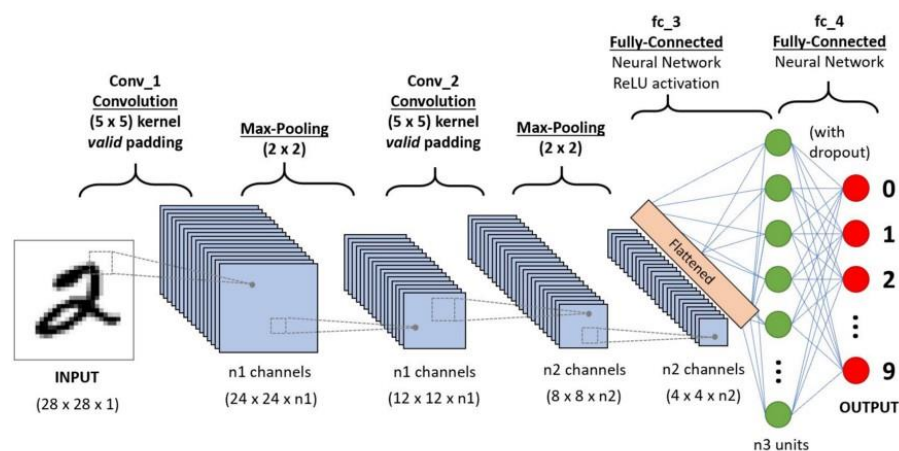 fc_3
Fully-Connected
Neural Network
ReLU activation
fc_4
Fully-Connected
Neural Network
Conv_1
Convolution
(5 x 5) kernel
valid padding
Max-Pooling
(2 x 2)
Conv_2
Convolution
(5 x 5) kernel
valid padding
Max-Pooling
(2 x 2)
(with
dropout)
2
Flattened
0
1
2
9
INPUT
(28 x 28 x 1)
n1 channels
(24 x 24 x n1)
n1 channels
(12 x 12 x n1)
n2 channels
(8 x 8 x n2)
n2 channels
(4 x 4 x n2)
OUTPUT
n3 units